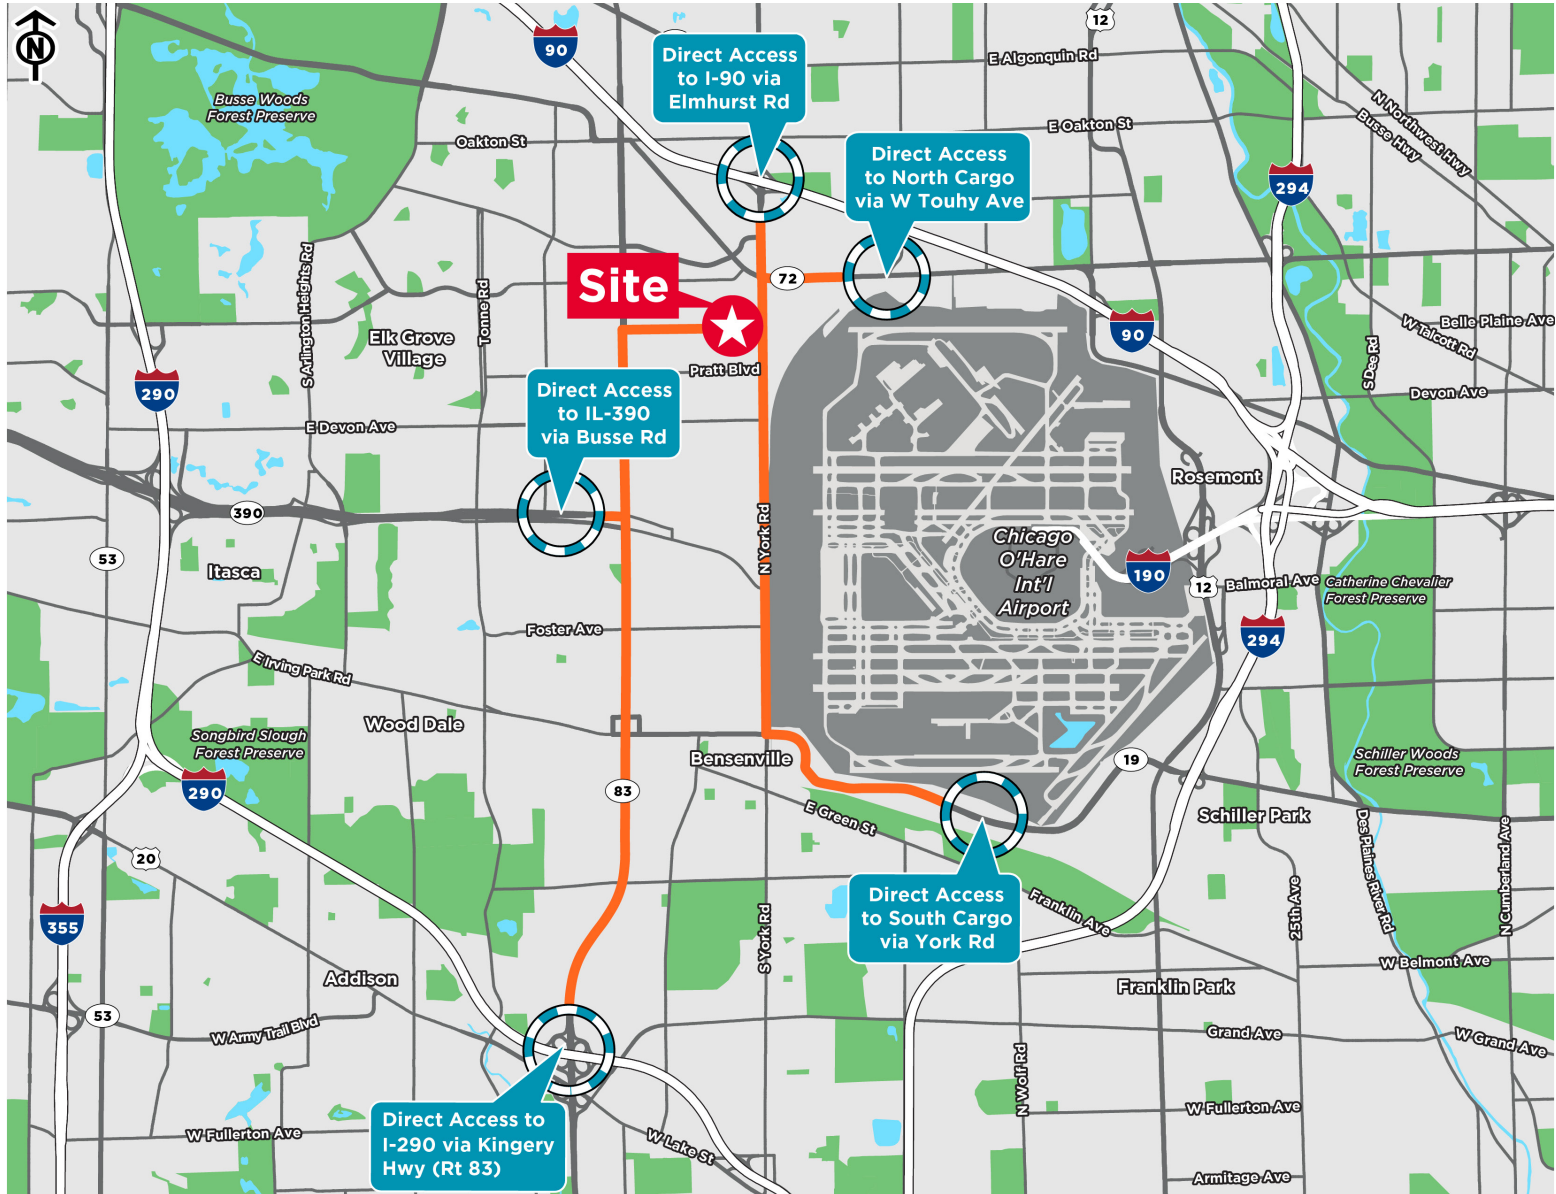 N
90
12
Direct Access
to I-90 via
Elmhurst Rd
E Algonquin Rd
N Northwest Hwy
Busse Hwy
Busse Woods
Forest Preserve
Oakton St
E Oakton St
Direct Access
to North Cargo
via W Touhy Ave
294
S Arlington Heights Rd
Tonne Rd
Site
72
Elk Grove
Village
90
Belle Plaine Ave
W Talcott Rd
S Dee Rd
Pratt Blvd
290
Direct Access
to IL-390
via Busse Rd
Devon Ave
E Devon Ave
Rosemont
390
N York Rd
53
Itasca
Chicago
O'Hare
Int'l
Airport
190
12
Balmoral Ave
Catherine Chevalier
Forest Preserve
Foster Ave
294
E Irving Park Rd
Wood Dale
Songbird Slough
Forest Preserve
Bensenville
19
Schiller Woods
Forest Preserve
290
83
E Green St
Schiller Park
Des Plaines River Rd
N Cumberland Ave
20
355
Direct Access
to South Cargo
via York Rd
Franklin Ave
25th Ave
S York Rd
W Belmont Ave
Addison
Franklin Park
53
W Army Trail Blvd
Grand Ave
W Grand Ave
N Wolf Rd
Direct Access to
I-290 via Kingery
Hwy (Rt 83)
W Fullerton Ave
W Fullerton Ave
W Lake St
Armitage Ave